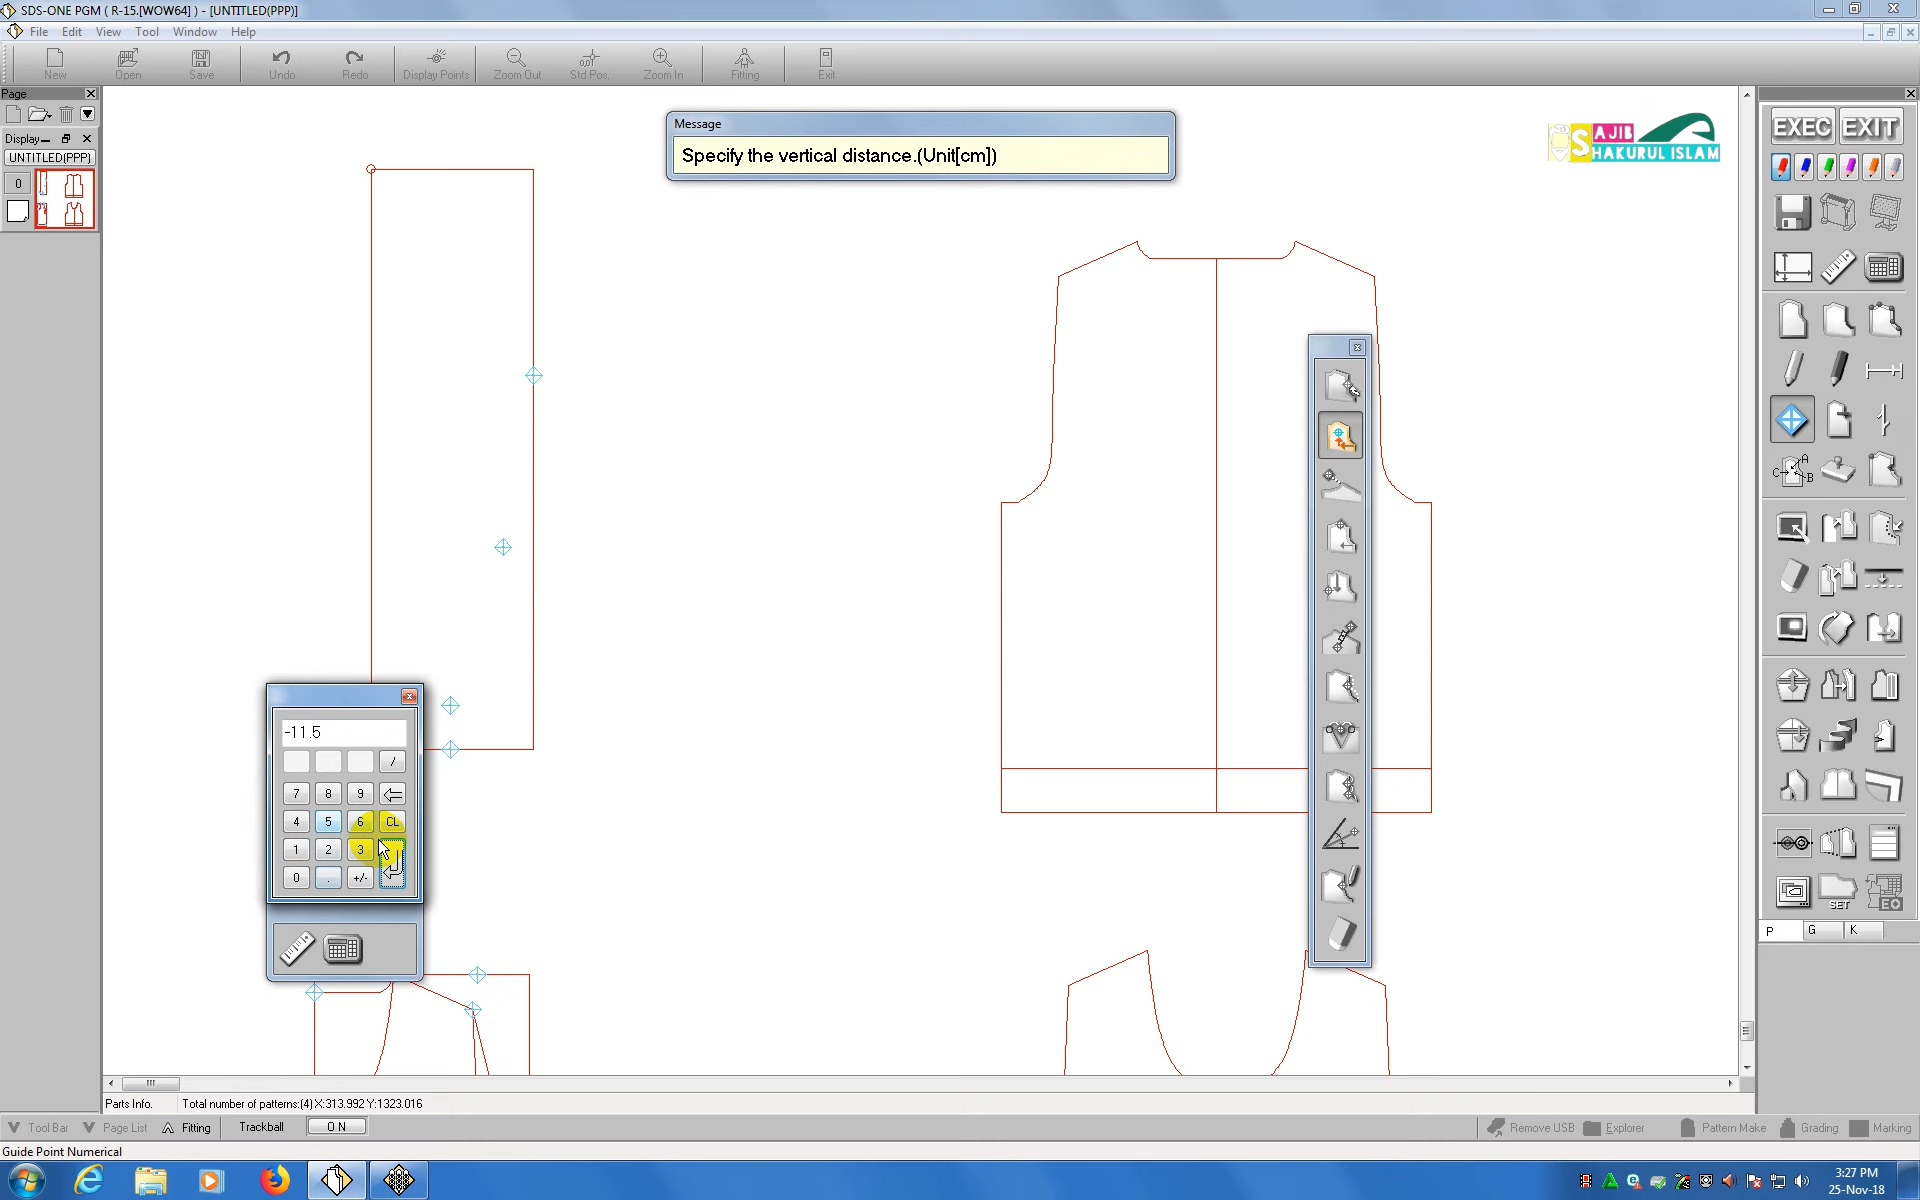 SDS-ONE PGM ( R-15.[WOW64] ) - [UNTITLED(PPP)]
File Edit View Tool Window Help
New Open Save Undo Redo Display Points Zoom Out Std Pos. Zoom In Fitting Exit
Page
Display
UNTITLED(PPP)
0
Message
Specify the vertical distance.(Unit[cm])
SAJIB
SHAKURUL ISLAM
EXEC EXIT
-11.5
/
7 8 9
4 5 6 CL
1 2 3
0 . +/-
A
C
B
SET
EO
P G K
Parts Info. Total number of patterns:(4)X:313.992 Y:1323.016
Tool Bar Page List Fitting Trackball ON Remove USB Explorer Pattern Make Grading Marking
Guide Point Numerical
3:27 PM
25-Nov-18